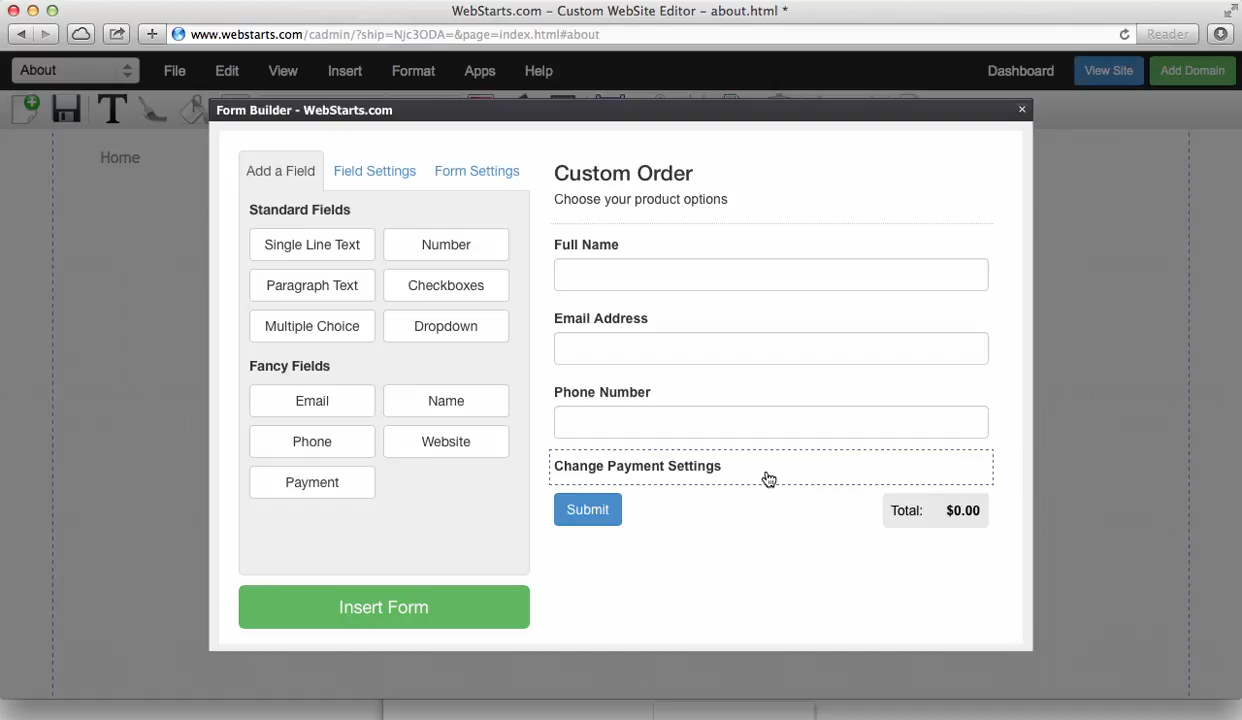 WebStarts.com – Custom WebSite Editor – about.html *
www.webstarts.com/cadmin/?ship=Njc3ODA=&page=index.html#about
Reader
About File Edit View Insert Format Apps Help Dashboard View Site Add Domain
Form Builder - WebStarts.com
Home
Add a Field Field Settings Form Settings
Standard Fields
Single Line Text Number
Paragraph Text Checkboxes
Multiple Choice Dropdown
Fancy Fields
Email Name
Phone Website
Payment
Insert Form
Custom Order
Choose your product options
Full Name
Email Address
Phone Number
Change Payment Settings
Submit Total: $0.00